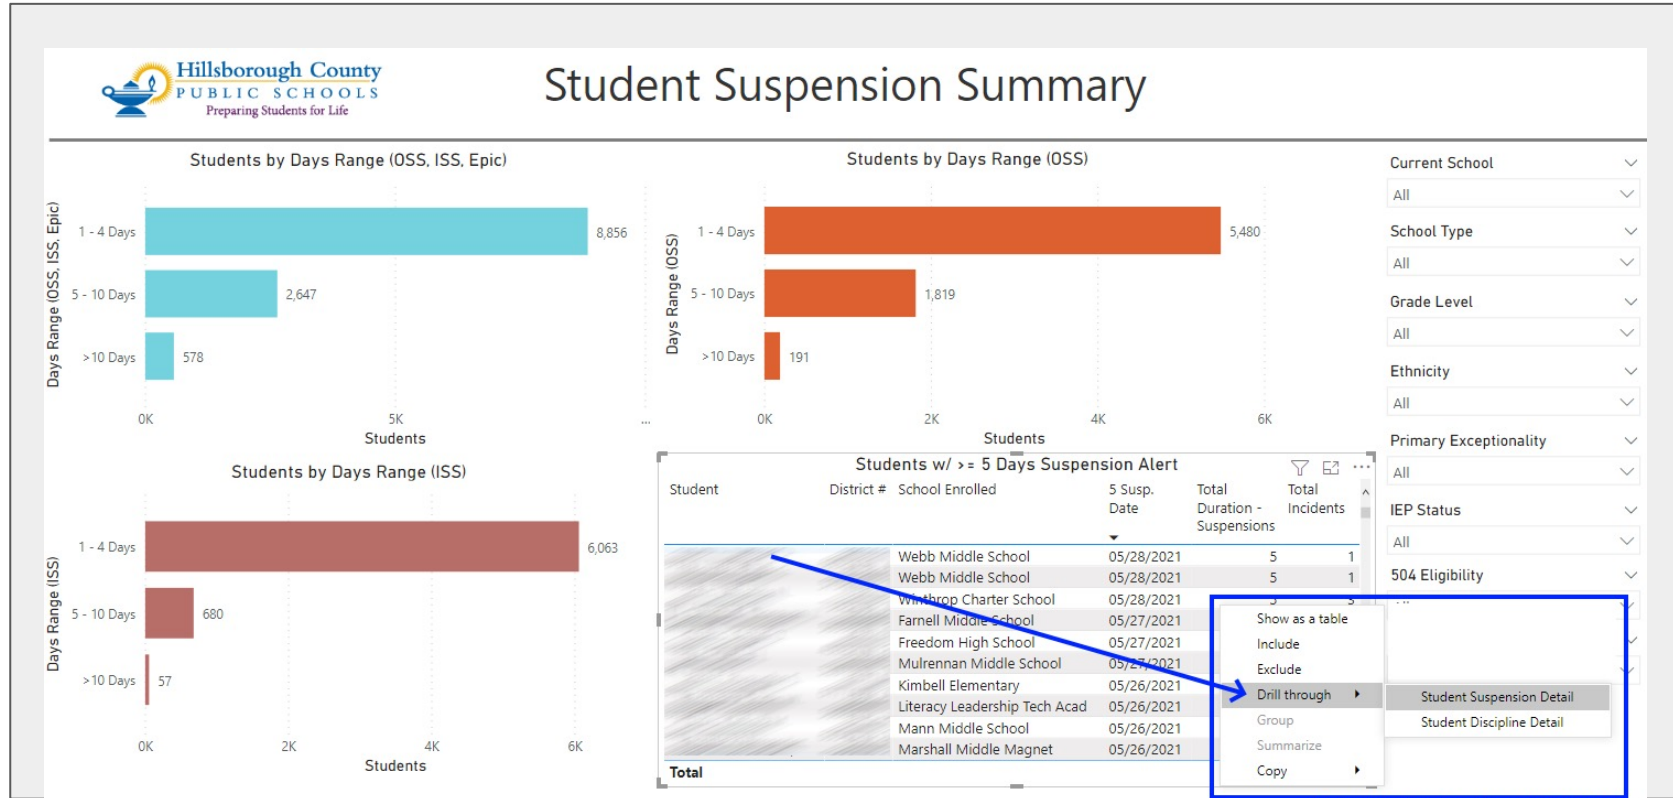 Hillsborough County
PUBLIC SCHOOLS
Preparing Students for Life
Student Suspension Summary
Students by Days Range (OSS, ISS, Epic)
Days Range (OSS, ISS, Epic)
1 - 4 Days 8,856
5 - 10 Days 2,647
>10 Days 578
0K 5K ...
Students
Students by Days Range (OSS)
Days Range (OSS)
1 - 4 Days 5,480
5 - 10 Days 1,819
>10 Days 191
0K 2K 4K 6K
Students
Students by Days Range (ISS)
Days Range (ISS)
1 - 4 Days 6,063
5 - 10 Days 680
>10 Days 57
0K 2K 4K 6K
Students
Students w/ >= 5 Days Suspension Alert
Student District # School Enrolled 5 Susp. Total Total
Date Duration - Incidents
Suspensions
Webb Middle School 05/28/2021 5 1
Webb Middle School 05/28/2021 5 1
Winthrop Charter School 05/28/2021
Farnell Middle School 05/27/2021
Freedom High School 05/27/2021
Mulrennan Middle School 05/27/2021
Kimbell Elementary 05/26/2021
Literacy Leadership Tech Acad 05/26/2021
Mann Middle School 05/26/2021
Marshall Middle Magnet 05/26/2021
Total
Show as a table
Include
Exclude
Drill through
Group
Summarize
Copy
Student Suspension Detail
Student Discipline Detail
Current School
All
School Type
All
Grade Level
All
Ethnicity
All
Primary Exceptionality
All
IEP Status
All
504 Eligibility